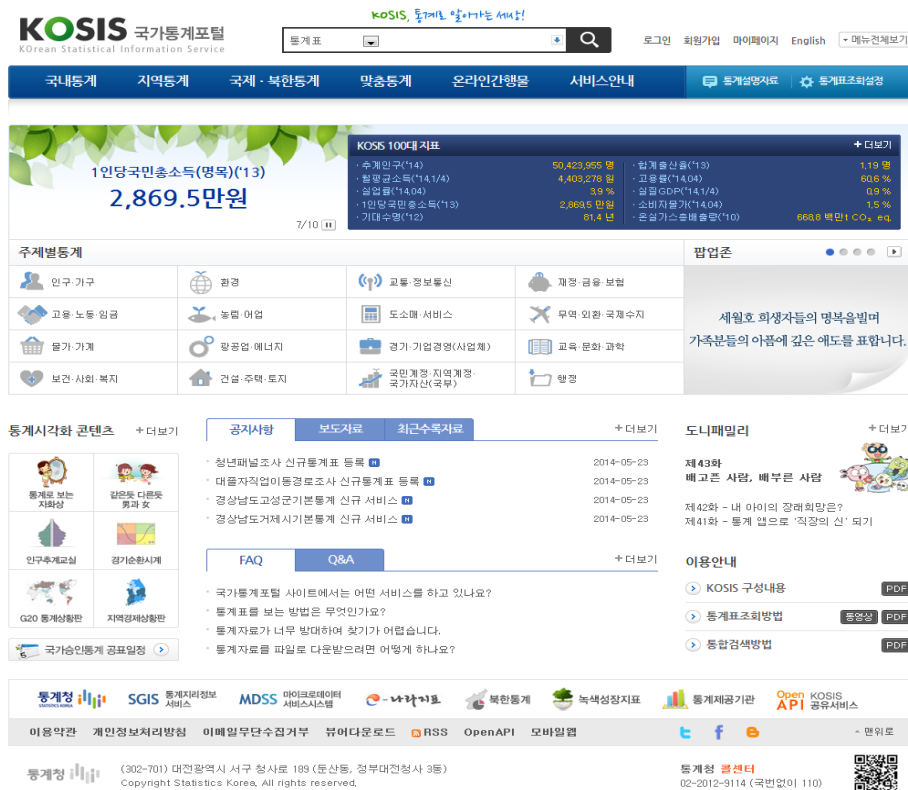 KOSIS, 통계로 알아가는 세상!
KOSIS 국가통계포털
KOrean Statistical Information Service
통계표
로그인 회원가입 마이페이지 English 메뉴전체보기
국내통계 지역통계 국제·북한통계 맞춤통계 온라인간행물 서비스안내 통계설명자료 통계표조회설정
1인당국민총소득(명목)('13)
2,869.5만원
7/10
KOSIS 100대 지표 +더보기
·추계인구('14) 50,423,955 명 ·합계출산율('13) 1.19 명
·월평균소득('14.1/4) 4,403,278 원 ·고용률('14.04) 60.6 %
·실업률('14.04) 3.9 % ·실질GDP('14.1/4) 0.9 %
·1인당국민총소득('13) 2,869.5 만원 ·소비자물가('14.04) 1.5 %
·기대수명('12) 81.4 년 ·온실가스총배출량('10) 668.8 백만t CO₂ eq.
주제별통계 팝업존
인구·가구 환경 교통·정보통신 재정·금융·보험
고용·노동·임금 농림·어업 도소매·서비스 무역·외환·국제수지
물가·가계 광공업·에너지 경기·기업경영(사업체) 교육·문화·과학
보건·사회·복지 건설·주택·토지 국민계정·지역계정·
국가자산(국부) 행정
세월호 희생자들의 명복을빌며
가족분들의 아픔에 깊은 애도를 표합니다.
통계시각화 콘텐츠 +더보기
통계로 보는
자화상
같은듯 다른듯
男과 女
인구추계교실 경기순환시계
G20 통계상황판 지역경제상황판
국가승인통계 공표일정
공지사항 보도자료 최근수록자료 +더보기
청년패널조사 신규통계표 등록 N 2014-05-23
대졸자직업이동경로조사 신규통계표 등록 N 2014-05-23
경상남도고성군기본통계 신규 서비스 N 2014-05-23
경상남도거제시기본통계 신규 서비스 N 2014-05-23
FAQ Q&A +더보기
국가통계포털 사이트에서는 어떤 서비스를 하고 있나요?
통계표를 보는 방법은 무엇인가요?
통계자료가 너무 방대하여 찾기가 어렵습니다.
통계자료를 파일로 다운받으려면 어떻게 하나요?
도니패밀리 +더보기
제43화
배고픈 사람, 배부른 사람
제42화 - 내 아이의 장래희망은?
제41화 - 통계 앱으로 '직장의 신' 되기
이용안내
KOSIS 구성내용 PDF
통계표조회방법 동영상 PDF
통합검색방법 PDF
통계청 STATISTICS KOREA SGIS 통계지리정보 서비스 MDSS 마이크로데이터 서비스시스템 e-나라지표 북한통계 녹색성장지표 통계제공기관 Open API KOSIS 공유서비스
이용약관 개인정보처리방침 이메일무단수집거부 뷰어다운로드 RSS OpenAPI 모바일웹 - 맨위로
통계청 (302-701) 대전광역시 서구 청사로 189 (둔산동, 정부대전청사 3동)
Copyright Statistics Korea, All rights reserved.
통계청 콜센터
02-2012-9114 (국번없이 110)